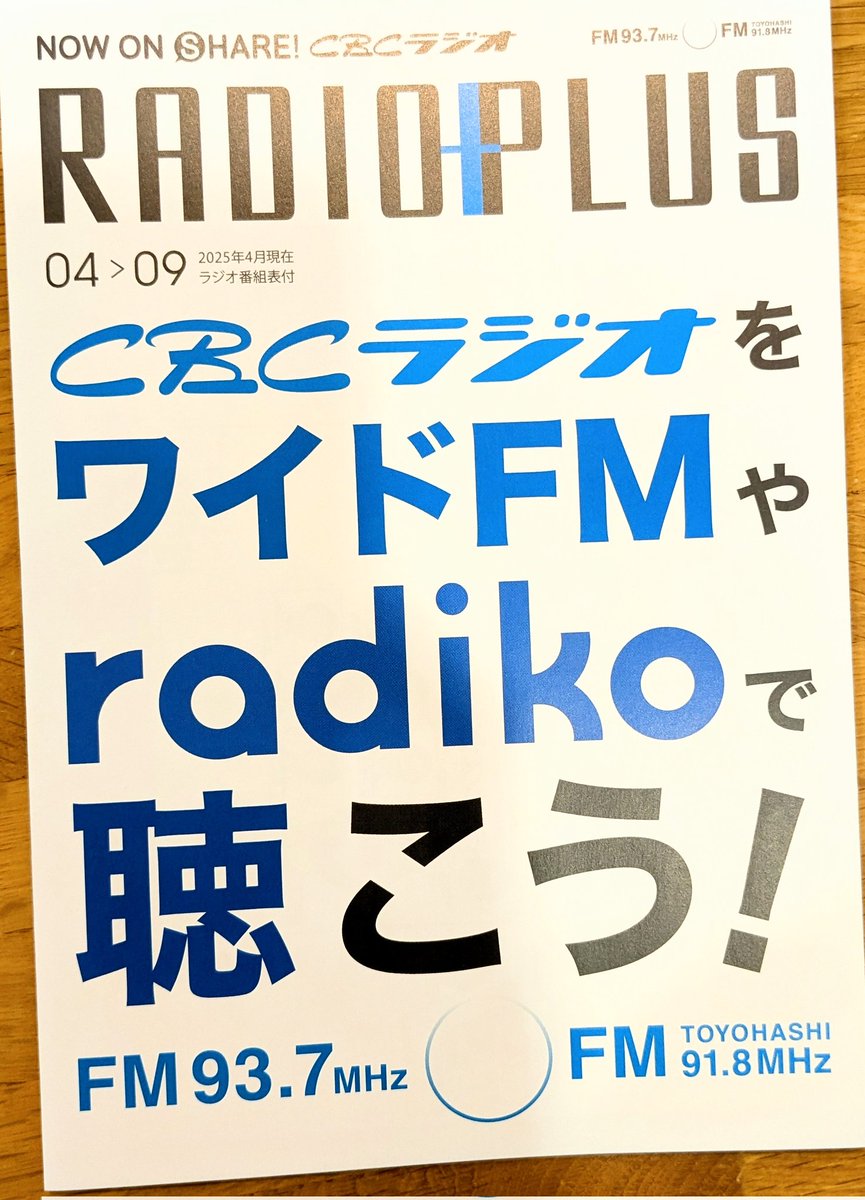 NOW ON SHARE! CBCラジオ
FM 93.7MHz FM TOYOHASHI 91.8MHz
RADIO+PLUS
04 > 09 2025年4月現在
ラジオ番組表付
CBCラジオを
ワイドFMや
radikoで
聴こう!
FM 93.7MHz
FM TOYOHASHI
91.8MHz